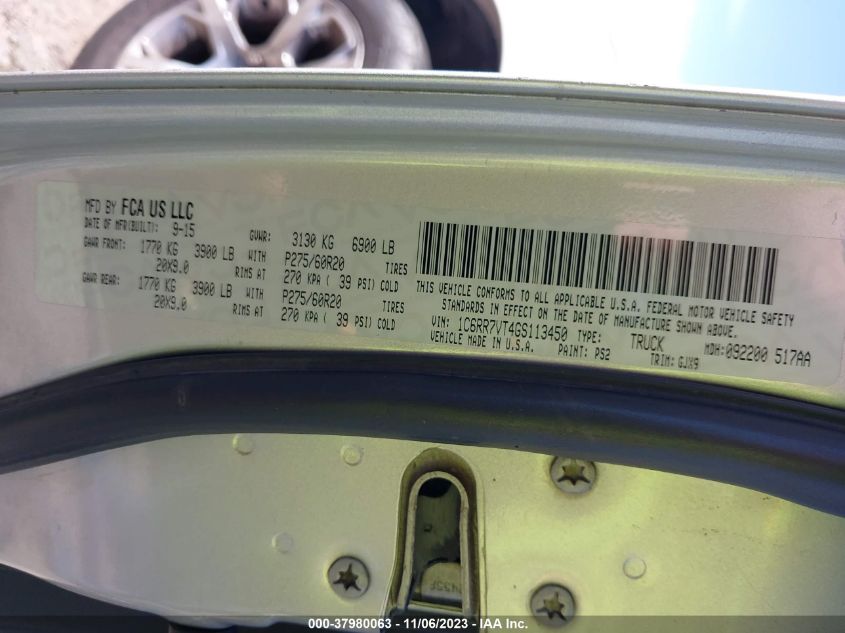 MFD BY FCA US LLC
DATE OF MFR(BUILT): 9-15 GVWR: 3130 KG 6900 LB
GAWR FRONT: 1770 KG 3900 LB WITH P275/60R20 TIRES
20X9.0 RIMS AT 270 KPA ( 39 PSI) COLD
GAWR REAR: 1770 KG 3900 LB WITH P275/60R20 TIRES
20X9.0 RIMS AT 270 KPA ( 39 PSI) COLD
THIS VEHICLE CONFORMS TO ALL APPLICABLE U.S.A. FEDERAL MOTOR VEHICLE SAFETY
STANDARDS IN EFFECT ON THE DATE OF MANUFACTURE SHOWN ABOVE.
VIN: 1C6RR7VT4GS113450 TYPE: TRUCK MDH:092200 517AA
VEHICLE MADE IN U.S.A. PAINT: PS2 TRIM: GJX9
000-37980063 - 11/06/2023 - IAA Inc.